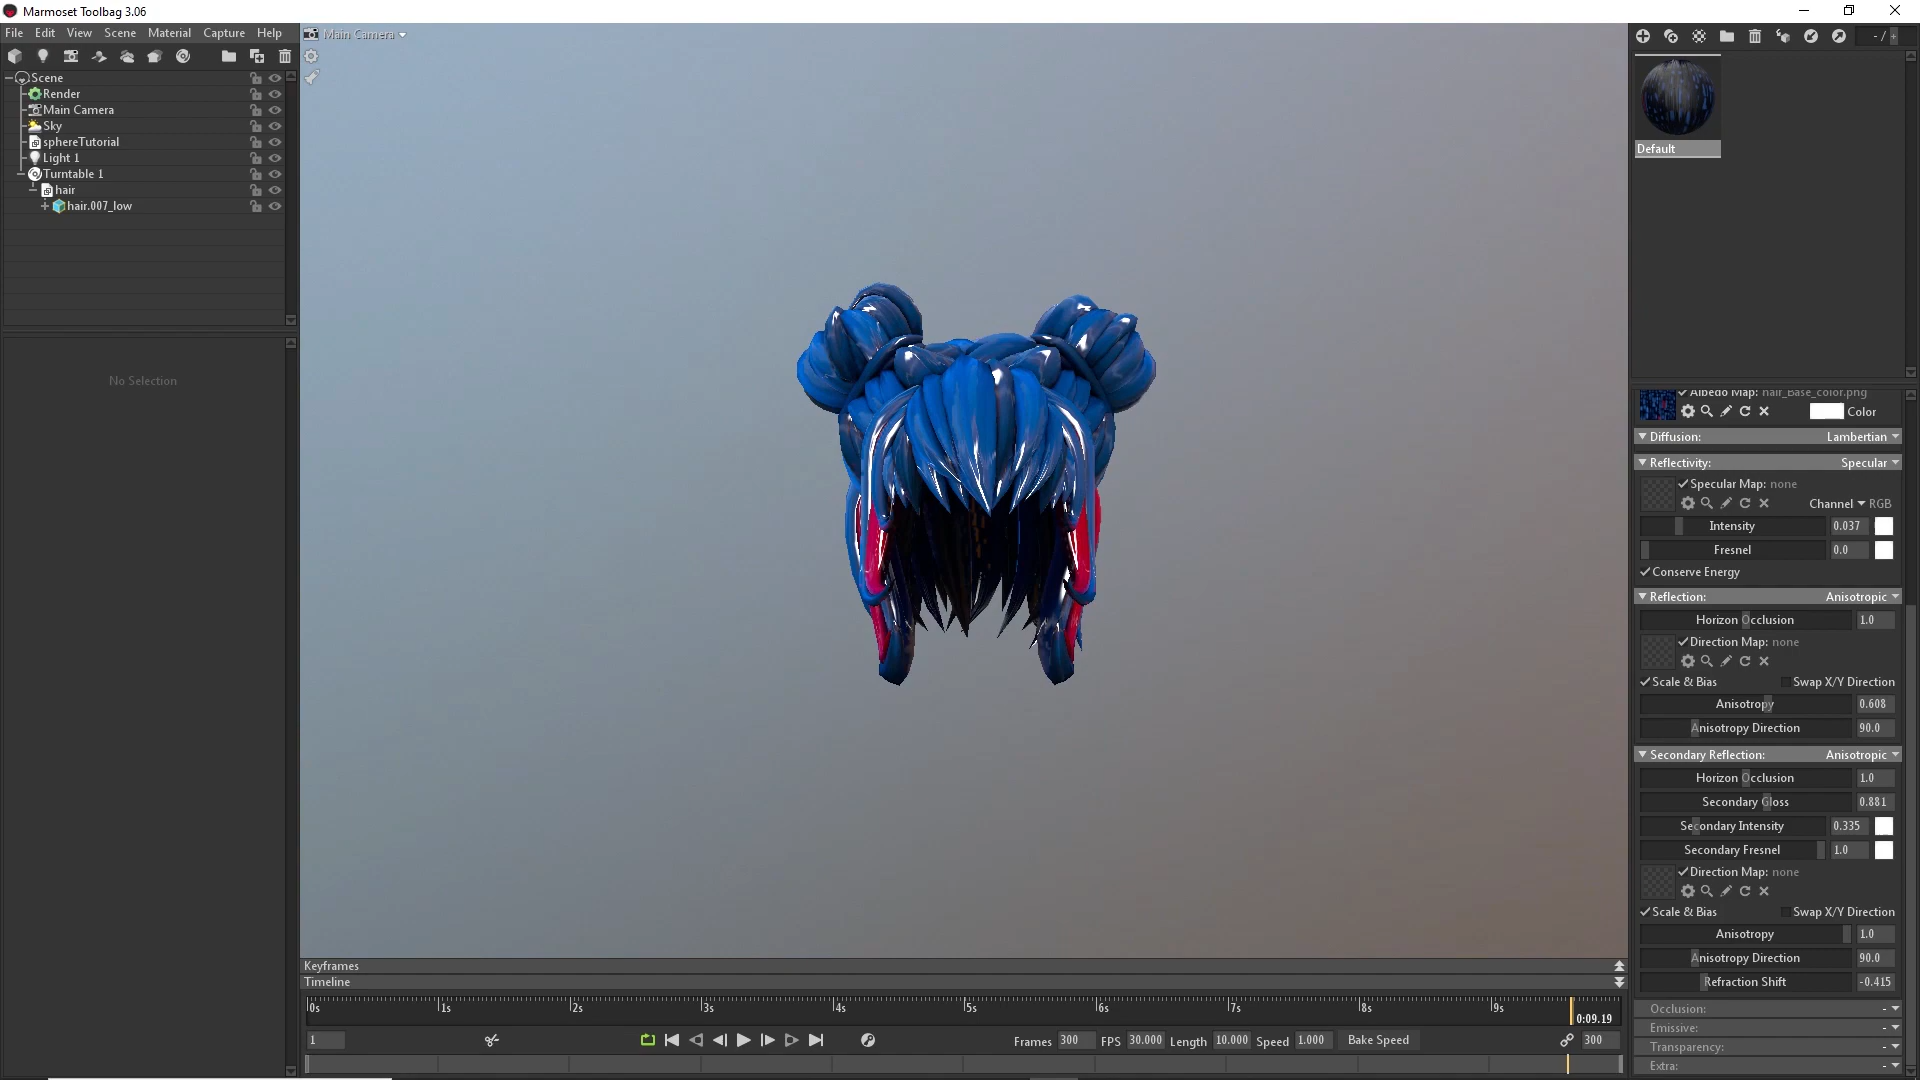 Marmoset Toolbag 3.06
File Edit View Scene Material Capture Help
Main Camera
- / +
Scene
Render
Main Camera
Sky
sphereTutorial
Light 1
Turntable 1
hair
hair.007_low
No Selection
Default
Albedo Map: hair_Base_color.png
Color
Diffusion: Lambertian
Reflectivity: Specular
Specular Map: none
Channel RGB
Intensity 0.037
Fresnel 0.0
Conserve Energy
Reflection: Anisotropic
Horizon Occlusion 1.0
Direction Map: none
Scale & Bias Swap X/Y Direction
Anisotropy 0.608
Anisotropy Direction 90.0
Secondary Reflection: Anisotropic
Horizon Occlusion 1.0
Secondary Gloss 0.881
Secondary Intensity 0.335
Secondary Fresnel 1.0
Direction Map: none
Scale & Bias Swap X/Y Direction
Anisotropy 1.0
Anisotropy Direction 90.0
Refraction Shift -0.415
Occlusion: -
Emissive: -
Transparency: -
Extra: -
Keyframes
Timeline
0s 1s 2s 3s 4s 5s 6s 7s 8s 9s 0:09.19
1 Frames 300 FPS 30.000 Length 10.000 Speed 1.000 Bake Speed 300